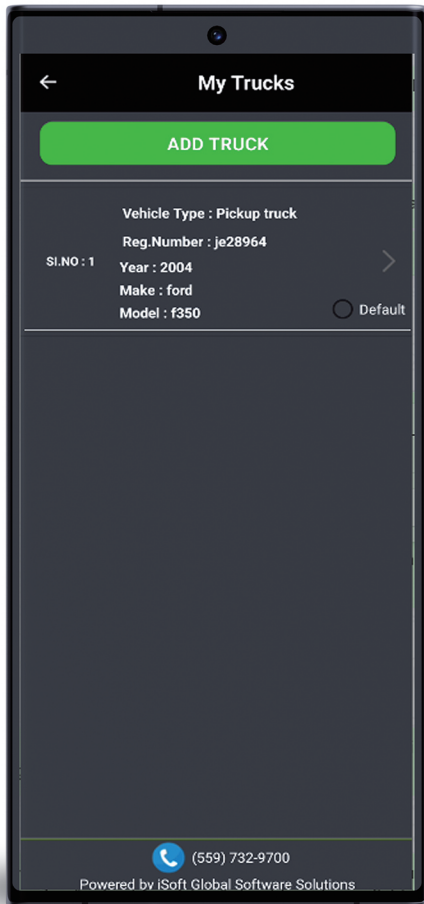 My Trucks
ADD TRUCK
Vehicle Type : Pickup truck
Reg.Number : je28964
SI.NO : 1
Year : 2004
Make : ford
Model : f350
Default
(559) 732-9700
Powered by iSoft Global Software Solutions